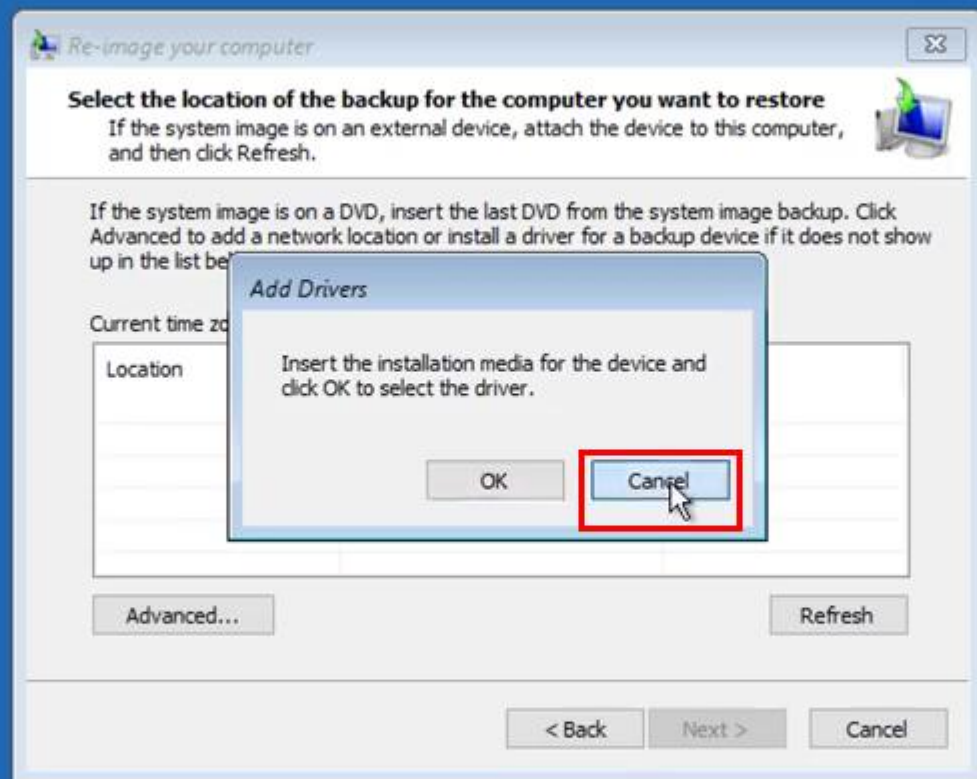 Re-image your computer
Select the location of the backup for the computer you want to restore
If the system image is on an external device, attach the device to this computer,
and then click Refresh.
If the system image is on a DVD, insert the last DVD from the system image backup. Click
Advanced to add a network location or install a driver for a backup device if it does not show
up in the list
Add Drivers
Current time
Location
Insert the installation media for the device and
click OK to select the driver.
OK
Cancel
Advanced...
Refresh
< Back
Next >
Cancel